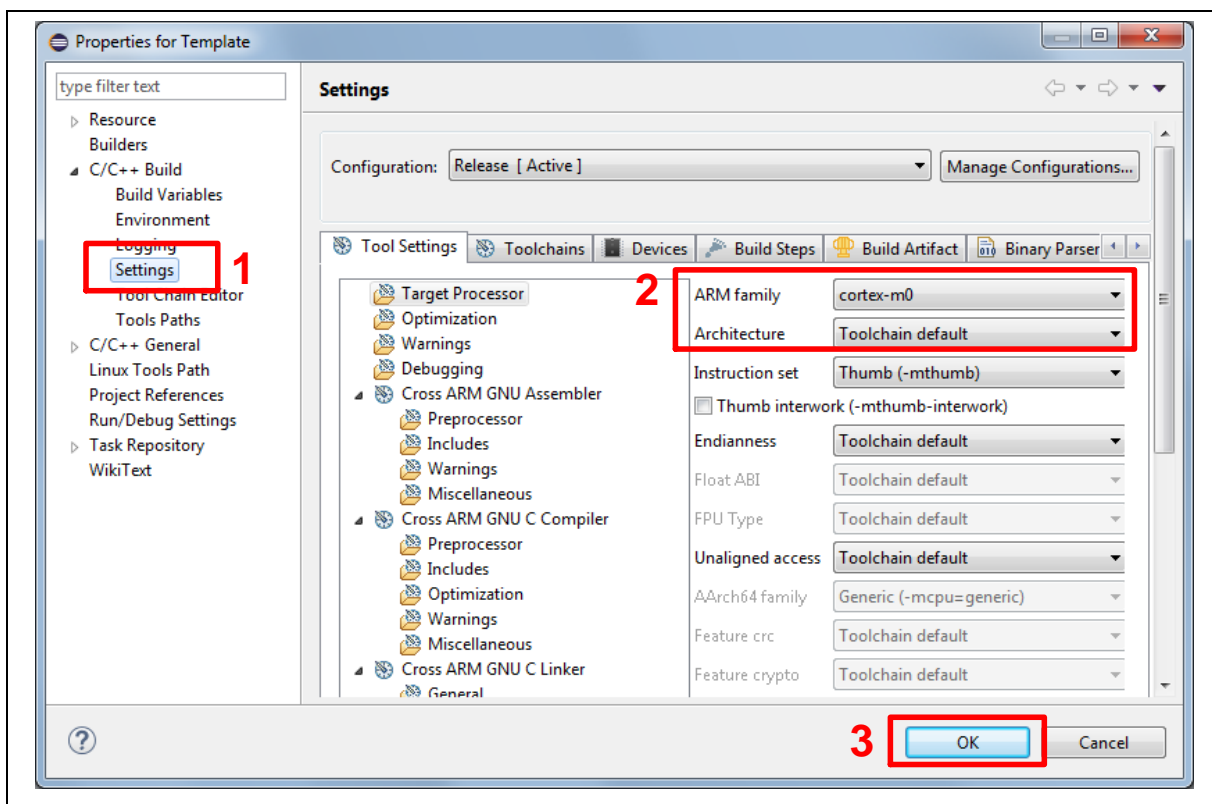 Properties for Template
type filter text
Resource
Builders
C/C++ Build
Build Variables
Environment
Logging
Settings
1
Tool Chain Editor
Tools Paths
C/C++ General
Linux Tools Path
Project References
Run/Debug Settings
Task Repository
WikiText
Settings
Configuration: Release [ Active ] Manage Configurations...
Tool Settings Toolchains Devices Build Steps Build Artifact Binary Parser
Target Processor
Optimization
Warnings
Debugging
Cross ARM GNU Assembler
Preprocessor
Includes
Warnings
Miscellaneous
Cross ARM GNU C Compiler
Preprocessor
Includes
Optimization
Warnings
Miscellaneous
Cross ARM GNU C Linker
General
2
ARM family cortex-m0
Architecture Toolchain default
Instruction set Thumb (-mthumb)
Thumb interwork (-mthumb-interwork)
Endianness Toolchain default
Float ABI Toolchain default
FPU Type Toolchain default
Unaligned access Toolchain default
AArch64 family Generic (-mcpu=generic)
Feature crc Toolchain default
Feature crypto Toolchain default
?
3
OK Cancel